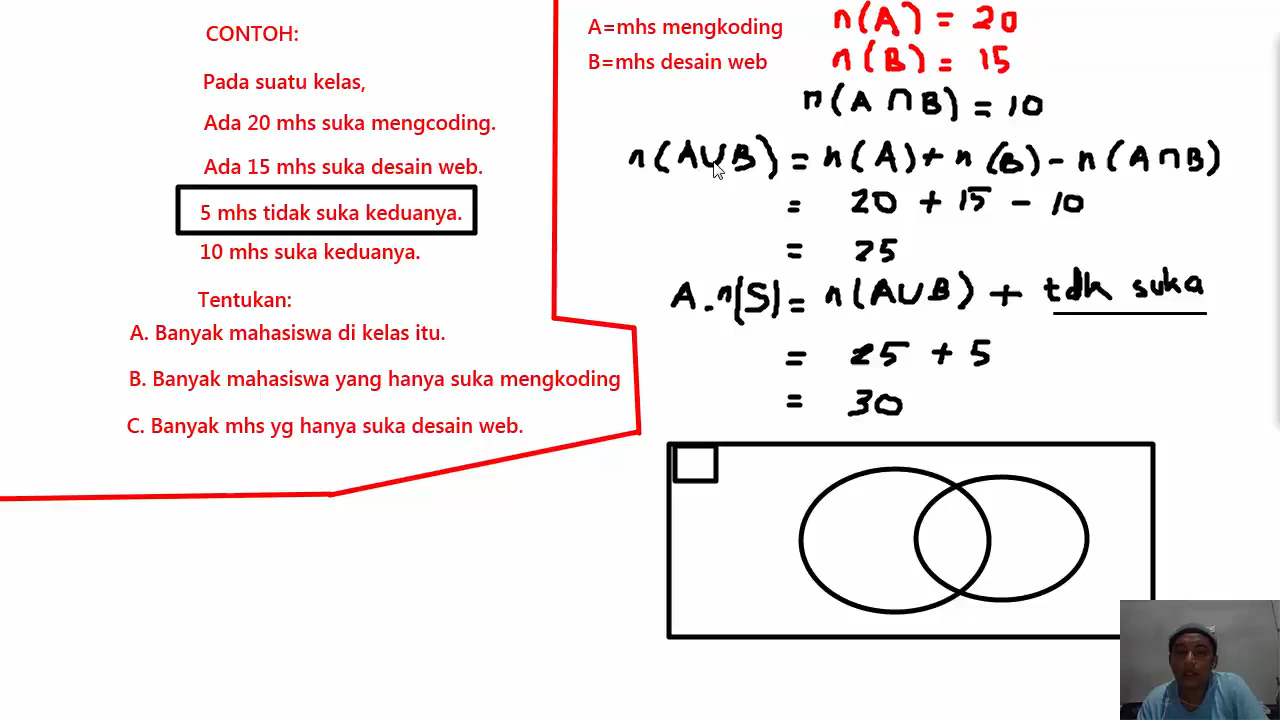 CONTOH:
Pada suatu kelas,
Ada 20 mhs suka mengcoding.
Ada 15 mhs suka desain web.
5 mhs tidak suka keduanya.
10 mhs suka keduanya.
Tentukan:
A. Banyak mahasiswa di kelas itu.
B. Banyak mahasiswa yang hanya suka mengkoding
C. Banyak mhs yg hanya suka desain web.
A=mhs mengkoding
B=mhs desain web
n(A) = 20
n(B) = 15
n(A ∩ B) = 10
n(A∪B) = n(A) + n(B) - n(A∩B)
= 20 + 15 - 10
= 25
A. n(S) = n(A∪B) + tdk suka
= 25 + 5
= 30